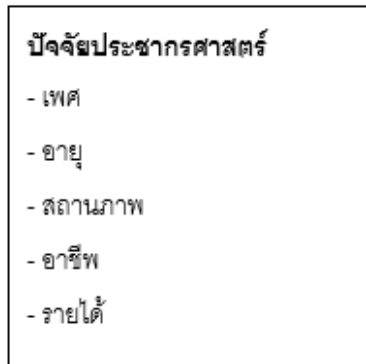 ปัจจัยประชากรศาสตร์
- เพศ
- อายุ
- สถานภาพ
- อาชีพ
- รายได้